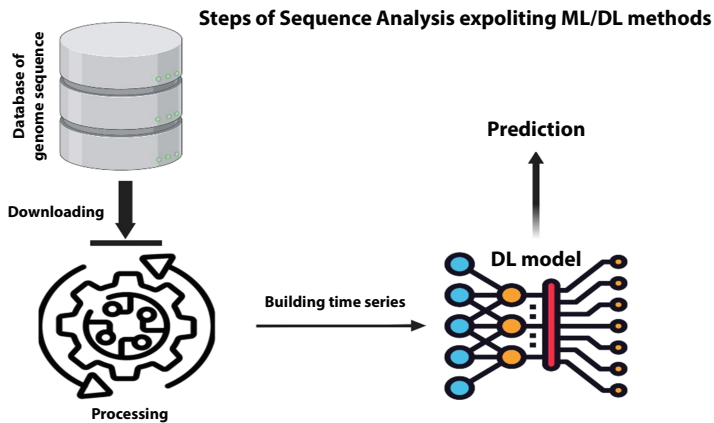 Steps of Sequence Analysis expoliting ML/DL methods
Database of
genome sequence
Downloading
Processing
Building time series
DL model
Prediction